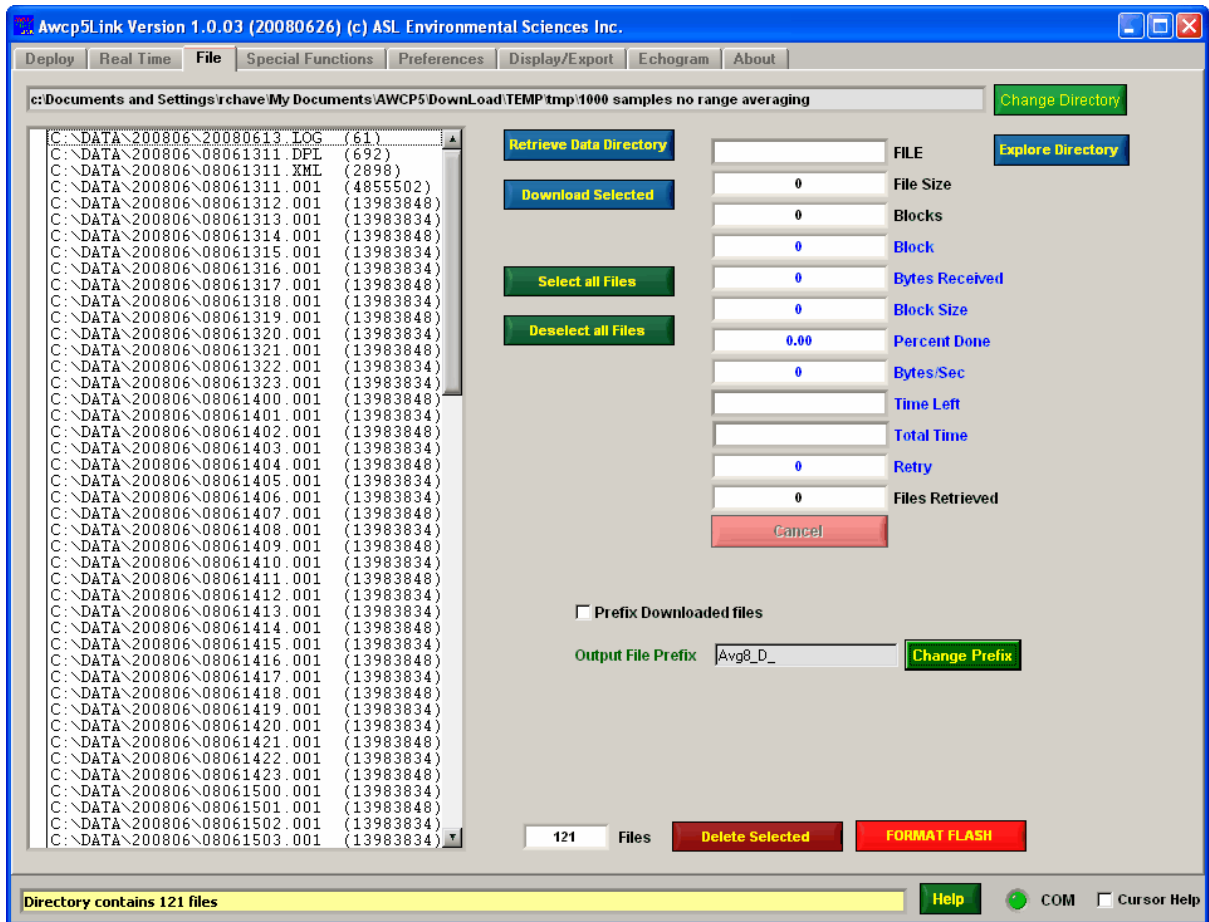 Awcp5Link Version 1.0.03 (20080626) (c) ASL Environmental Sciences Inc.
Deploy Real Time File Special Functions Preferences Display/Export Echogram About
c:\Documents and Settings\rchave\My Documents\AWCP5\DownLoad\TEMP\tmp\1000 samples no range averaging
Change Directory
C:\DATA\200806\20080613.LOG (61)
C:\DATA\200806\08061311.DPL (692)
C:\DATA\200806\08061311.XML (2898)
C:\DATA\200806\08061311.001 (4855502)
C:\DATA\200806\08061312.001 (13983848)
C:\DATA\200806\08061313.001 (13983834)
C:\DATA\200806\08061314.001 (13983848)
C:\DATA\200806\08061315.001 (13983834)
C:\DATA\200806\08061316.001 (13983834)
C:\DATA\200806\08061317.001 (13983848)
C:\DATA\200806\08061318.001 (13983834)
C:\DATA\200806\08061319.001 (13983848)
C:\DATA\200806\08061320.001 (13983834)
C:\DATA\200806\08061321.001 (13983848)
C:\DATA\200806\08061322.001 (13983834)
C:\DATA\200806\08061323.001 (13983834)
C:\DATA\200806\08061400.001 (13983848)
C:\DATA\200806\08061401.001 (13983834)
C:\DATA\200806\08061402.001 (13983848)
C:\DATA\200806\08061403.001 (13983834)
C:\DATA\200806\08061404.001 (13983848)
C:\DATA\200806\08061405.001 (13983834)
C:\DATA\200806\08061406.001 (13983834)
C:\DATA\200806\08061407.001 (13983848)
C:\DATA\200806\08061408.001 (13983834)
C:\DATA\200806\08061409.001 (13983848)
C:\DATA\200806\08061410.001 (13983834)
C:\DATA\200806\08061411.001 (13983848)
C:\DATA\200806\08061412.001 (13983834)
C:\DATA\200806\08061413.001 (13983834)
C:\DATA\200806\08061414.001 (13983848)
C:\DATA\200806\08061415.001 (13983834)
C:\DATA\200806\08061416.001 (13983848)
C:\DATA\200806\08061417.001 (13983834)
C:\DATA\200806\08061418.001 (13983848)
C:\DATA\200806\08061419.001 (13983834)
C:\DATA\200806\08061420.001 (13983834)
C:\DATA\200806\08061421.001 (13983848)
C:\DATA\200806\08061422.001 (13983834)
C:\DATA\200806\08061423.001 (13983848)
C:\DATA\200806\08061500.001 (13983834)
C:\DATA\200806\08061501.001 (13983848)
C:\DATA\200806\08061502.001 (13983834)
C:\DATA\200806\08061503.001 (13983834)
Retrieve Data Directory
Download Selected
Select all Files
Deselect all Files
FILE
Explore Directory
0 File Size
0 Blocks
0 Block
0 Bytes Received
0 Block Size
0.00 Percent Done
0 Bytes/Sec
Time Left
Total Time
0 Retry
0 Files Retrieved
Cancel
Prefix Downloaded files
Output File Prefix Avg8_D_ Change Prefix
121 Files Delete Selected FORMAT FLASH
Directory contains 121 files
Help COM Cursor Help